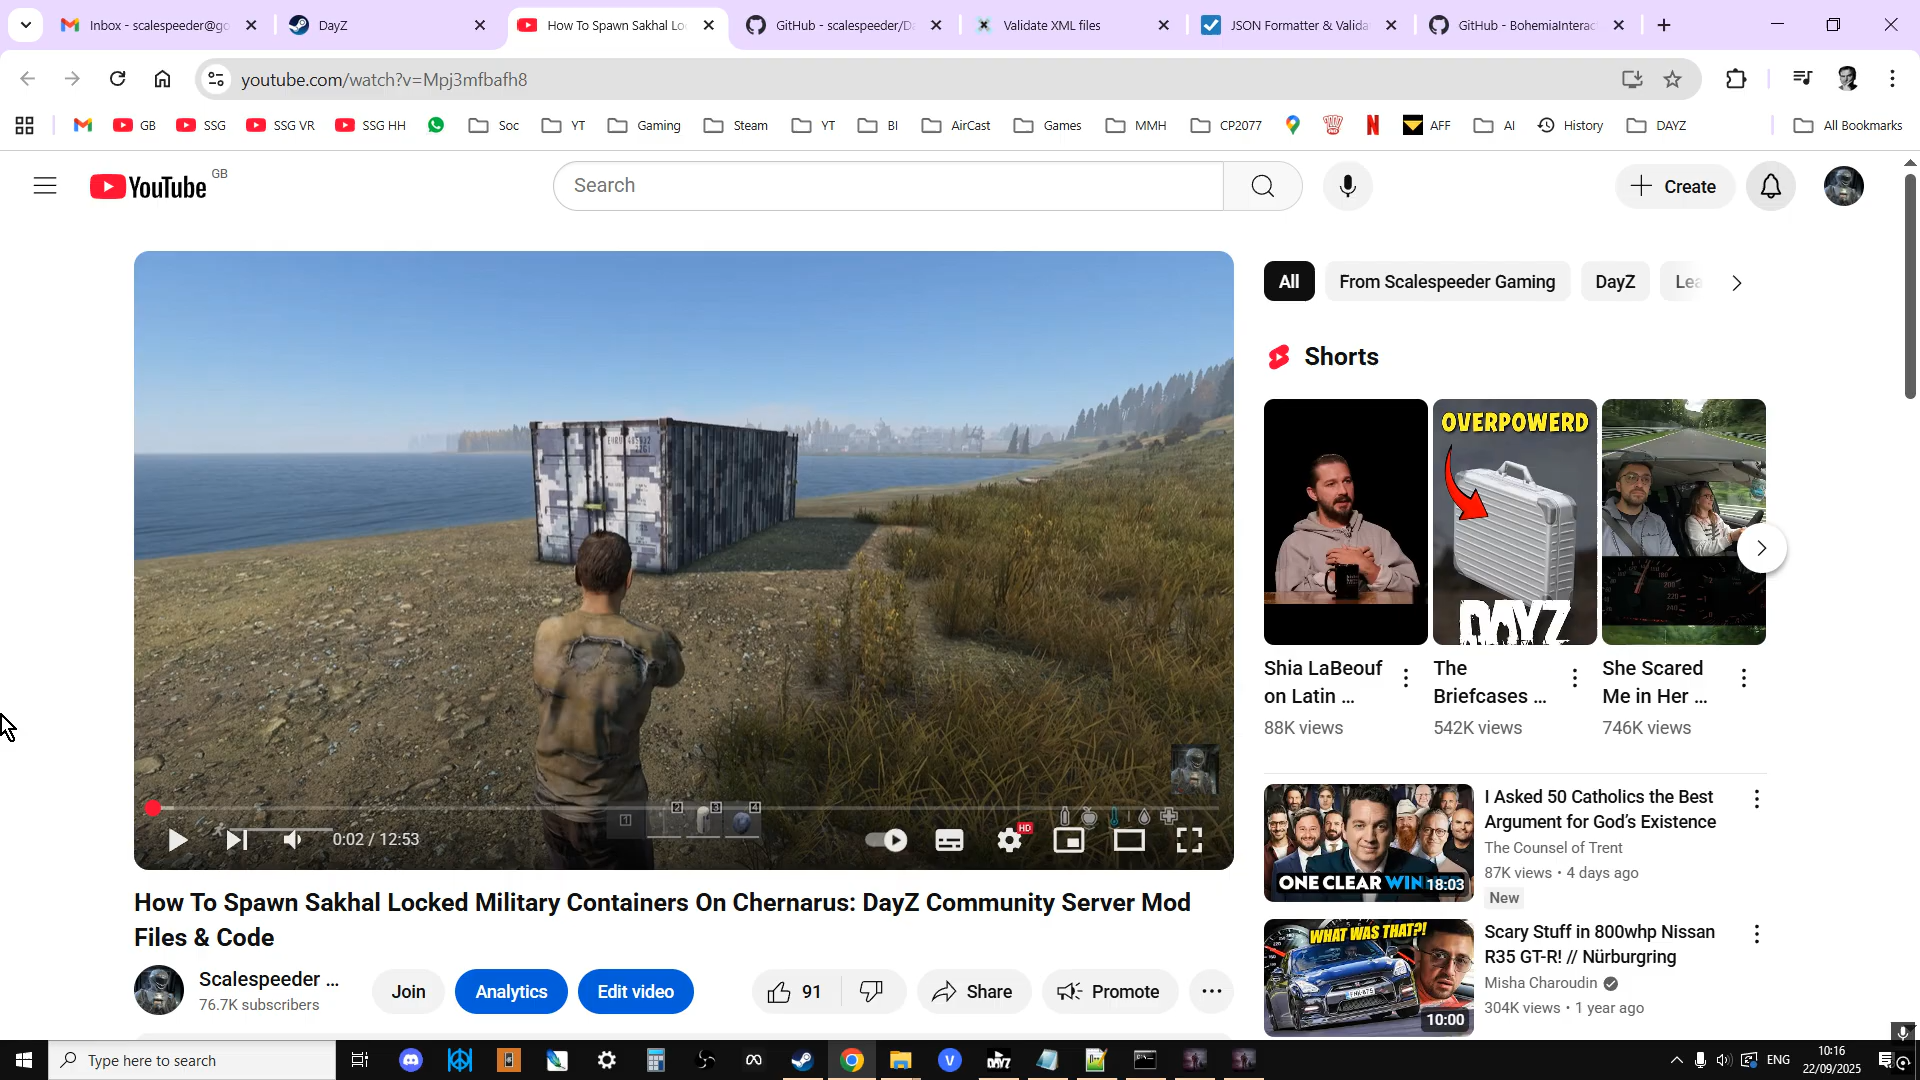 Inbox - scalespeeder@go
DayZ
How To Spawn Sakhal Lo
GitHub - scalespeeder/Da
Validate XML files
JSON Formatter & Valida
GitHub - BohemiaInterac
youtube.com/watch?v=Mpj3mfbafh8
GB
SSG
SSG VR
SSG HH
Soc
YT
Gaming
Steam
YT
BI
AirCast
Games
MMH
CP2077
AFF
AI
History
DAYZ
All Bookmarks
YouTube GB
Search
Create
All
From Scalespeeder Gaming
DayZ
Lea
Shorts
OVERPOWERD
DAYZ
Shia LaBeouf
on Latin ...
88K views
The
Briefcases ...
542K views
She Scared
Me in Her ...
746K views
1
2
3
4
0:02 / 12:53
HD
How To Spawn Sakhal Locked Military Containers On Chernarus: DayZ Community Server Mod
Files & Code
Scalespeeder ...
76.7K subscribers
Join
Analytics
Edit video
91
Share
Promote
ONE CLEAR WIN
18:03
I Asked 50 Catholics the Best
Argument for God's Existence
The Counsel of Trent
87K views • 4 days ago
New
WHAT WAS THAT?!
10:00
Scary Stuff in 800whp Nissan
R35 GT-R! // Nürburgring
Misha Charoudin
304K views • 1 year ago
Type here to search
DAYZ
ENG
10:16
22/09/2025